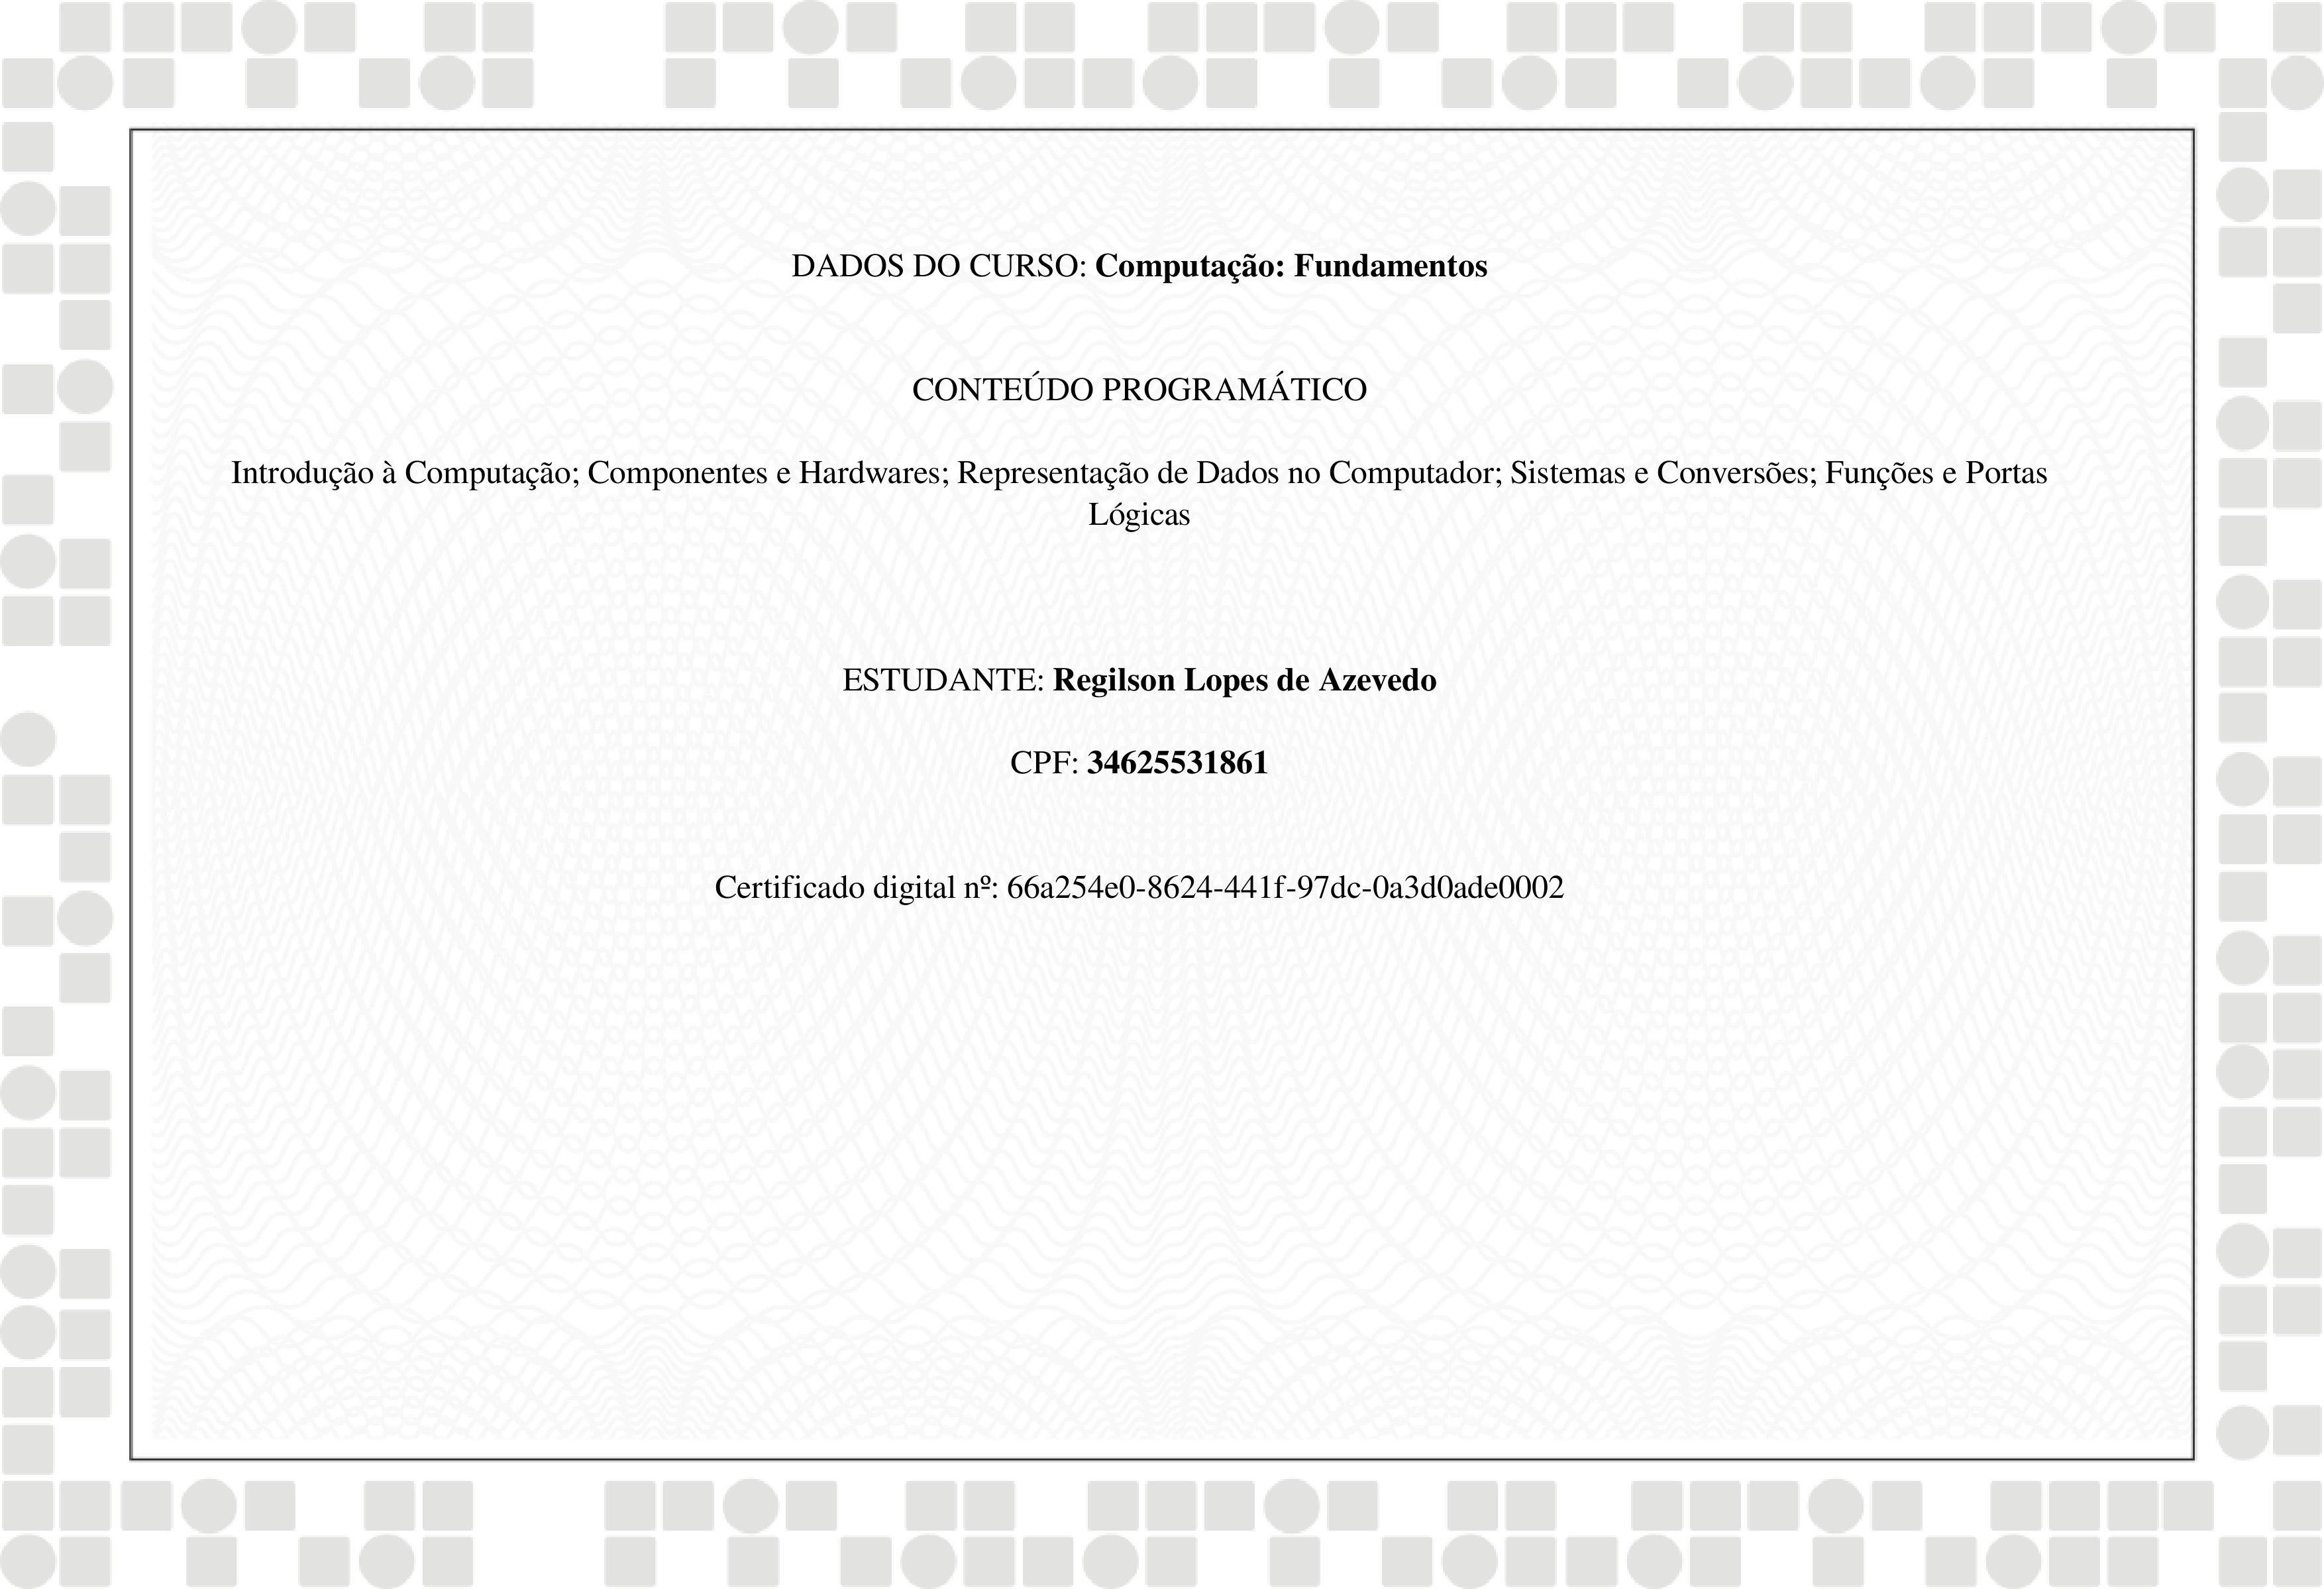 DADOS DO CURSO: Computação: Fundamentos
CONTEÚDO PROGRAMÁTICO
Introdução à Computação; Componentes e Hardwares; Representação de Dados no Computador; Sistemas e Conversões; Funções e Portas
Lógicas
ESTUDANTE: Regilson Lopes de Azevedo
CPF: 34625531861
Certificado digital nº: 66a254e0-8624-441f-97dc-0a3d0ade0002